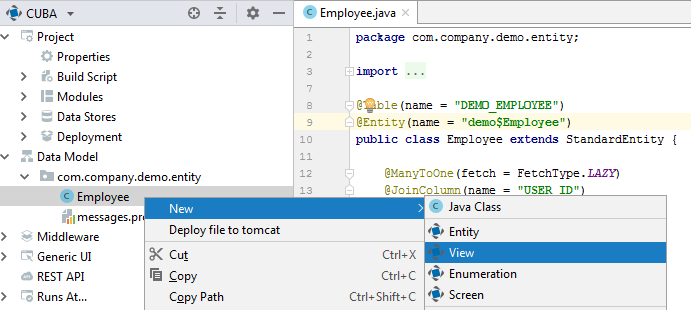 CUBA
Employee.java
Project
Properties
Build Script
Modules
Data Stores
Deployment
Data Model
com.company.demo.entity
Employee
messages.pr
Middleware
Generic UI
REST API
Runs At...
1 package com.company.demo.entity;
2
3 import ...
7
8 @Table(name = "DEMO_EMPLOYEE")
9 @Entity(name = "demo$Employee")
10 public class Employee extends StandardEntity {
11
12 @ManyToOne(fetch = FetchType.LAZY)
13 @JoinColumn(name = "USER_ID")
New
Deploy file to tomcat
Cut Ctrl+X
Copy Ctrl+C
Copy Path Ctrl+Shift+C
Java Class
Entity
View
Enumeration
Screen